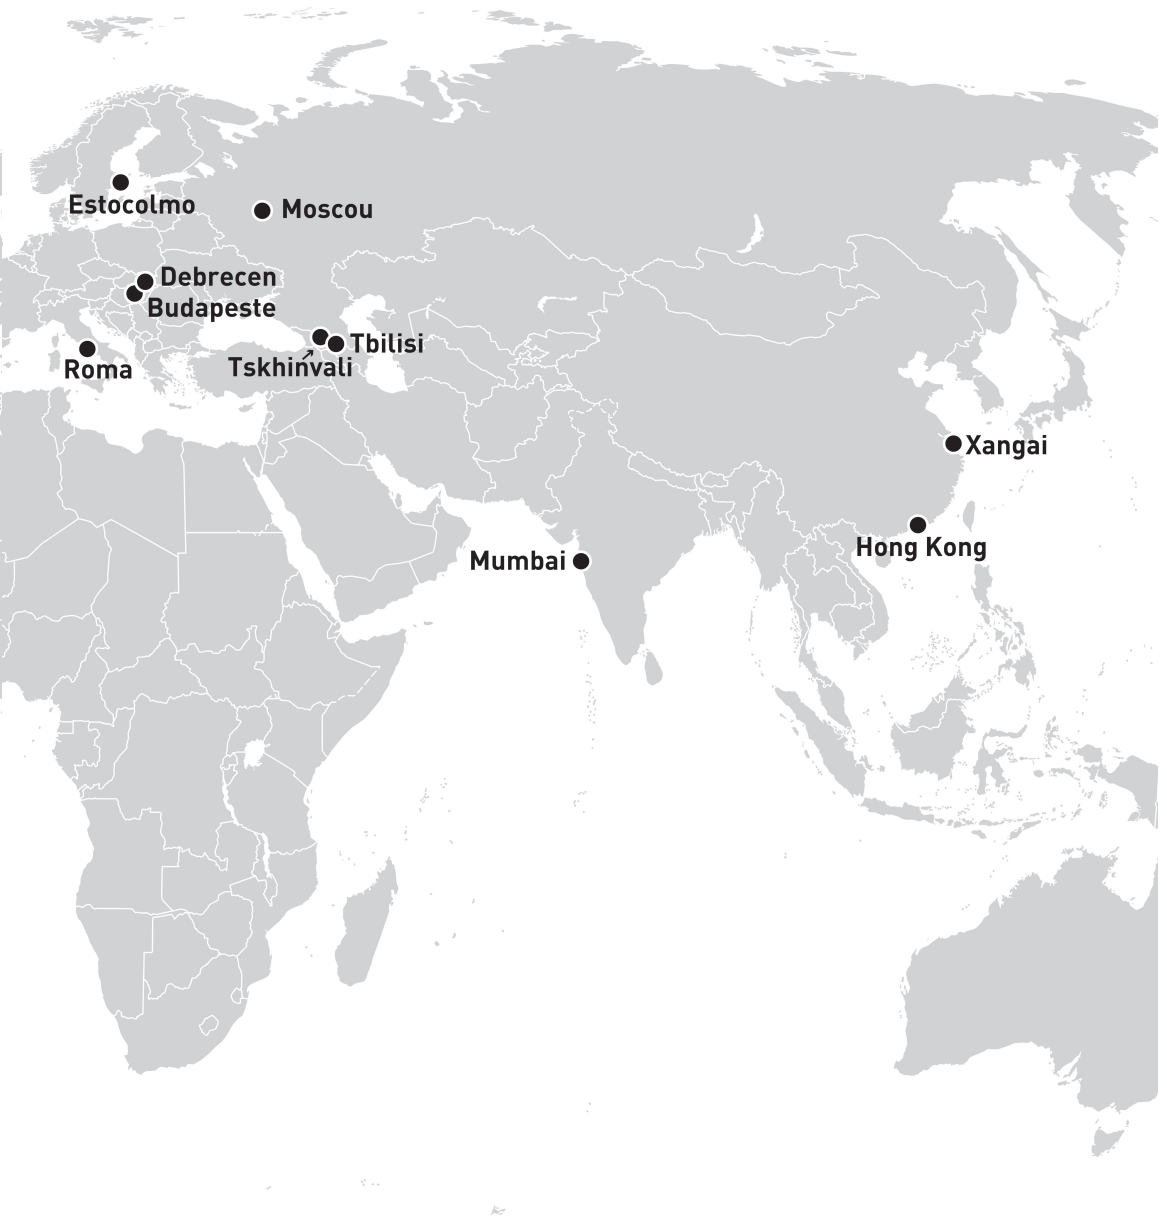 Estocolmo
Moscou
Debrecen
Budapeste
Tbilisi
Tskhinvali
Roma
Xangai
Hong Kong
Mumbai